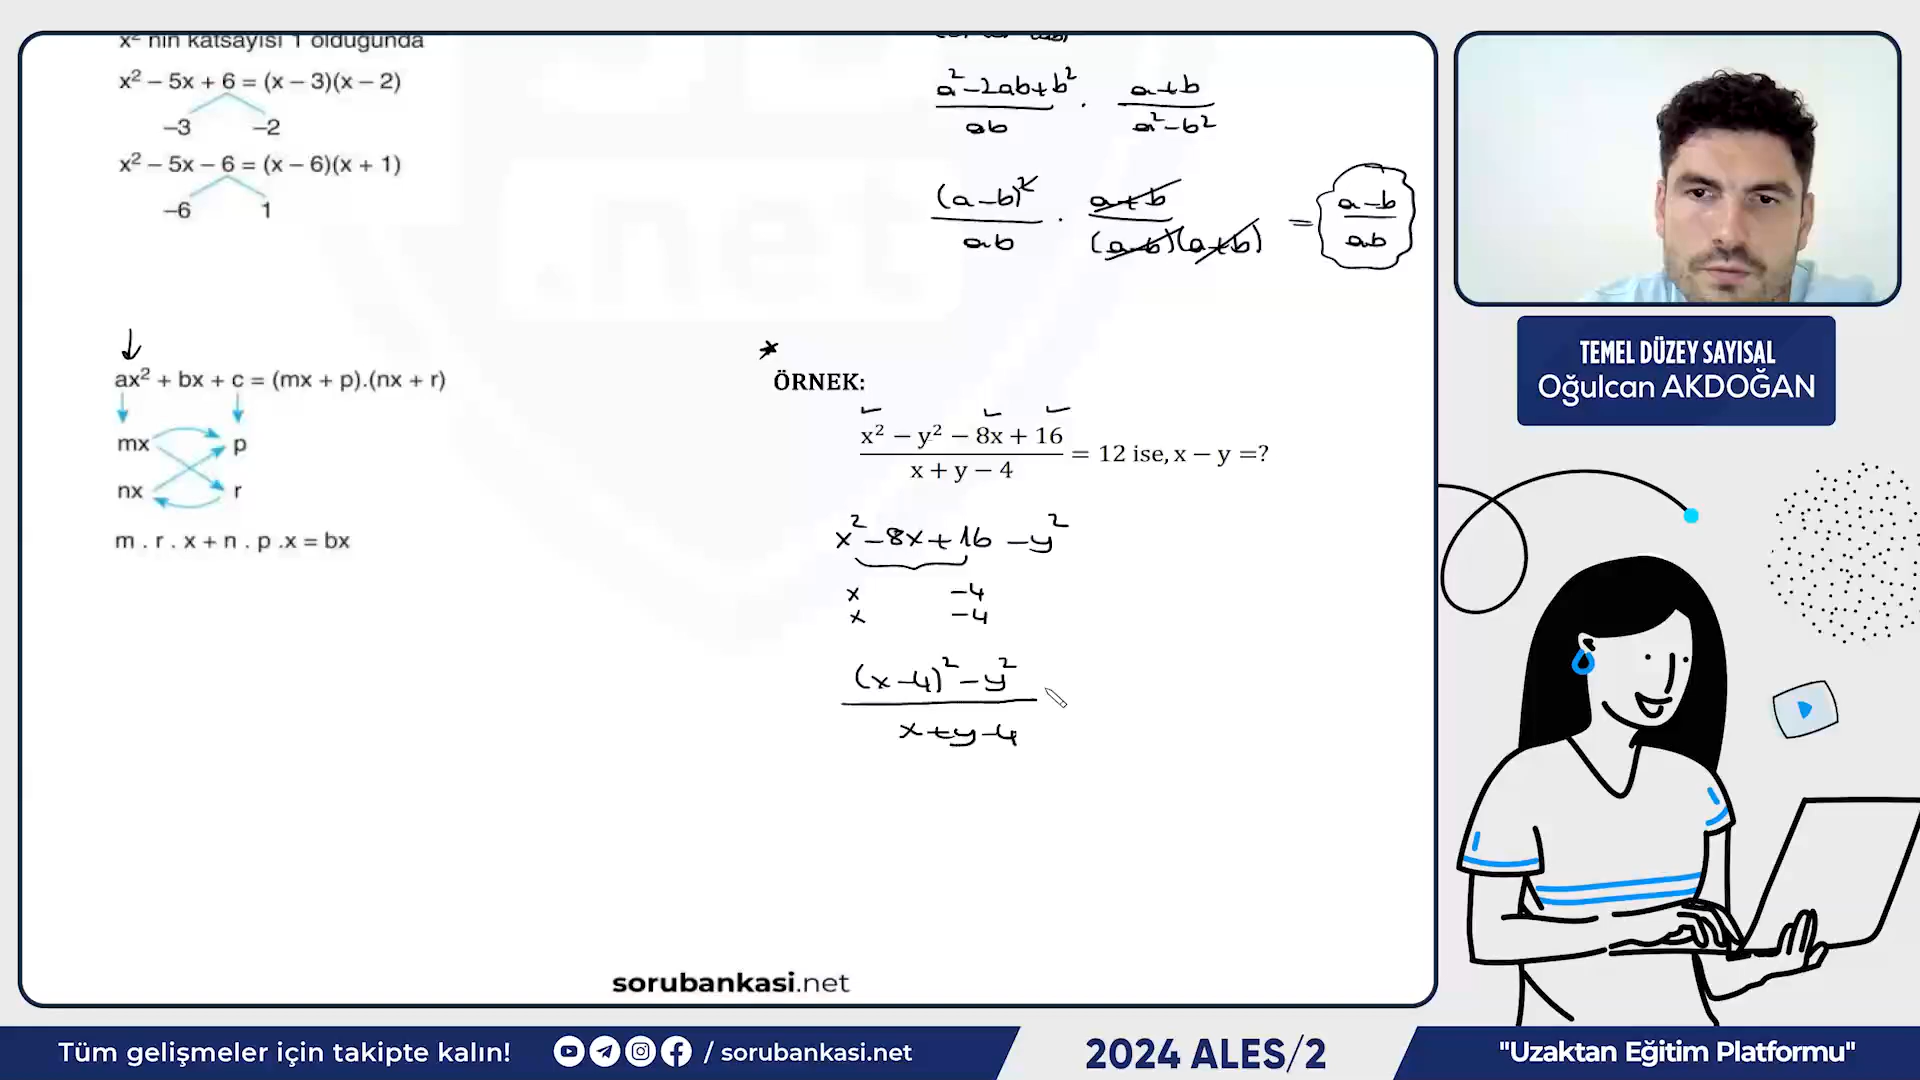 x² nin katsayısı 1 olduğunda
x² – 5x + 6 = (x – 3)(x – 2)
–3 –2
x² – 5x – 6 = (x – 6)(x + 1)
–6 1
ax² + bx + c = (mx + p).(nx + r)
mx p
nx r
m . r . x + n . p .x = bx
a²-2ab+b² / ab . a+b / a²-b²
(a-b)² / ab . a+b / (a-b)(a+b) = a-b / ab
.net
*
ÖRNEK:
x² − y² − 8x + 16 / x + y − 4 = 12 ise, x − y =?
x²-8x+16 -y²
x -4
x -4
(x-4)²-y² / x+y-4
sorubankasi.net
TEMEL DÜZEY SAYISAL
Oğulcan AKDOĞAN
Tüm gelişmeler için takipte kalın!
/ sorubankasi.net
2024 ALES/2
"Uzaktan Eğitim Platformu"